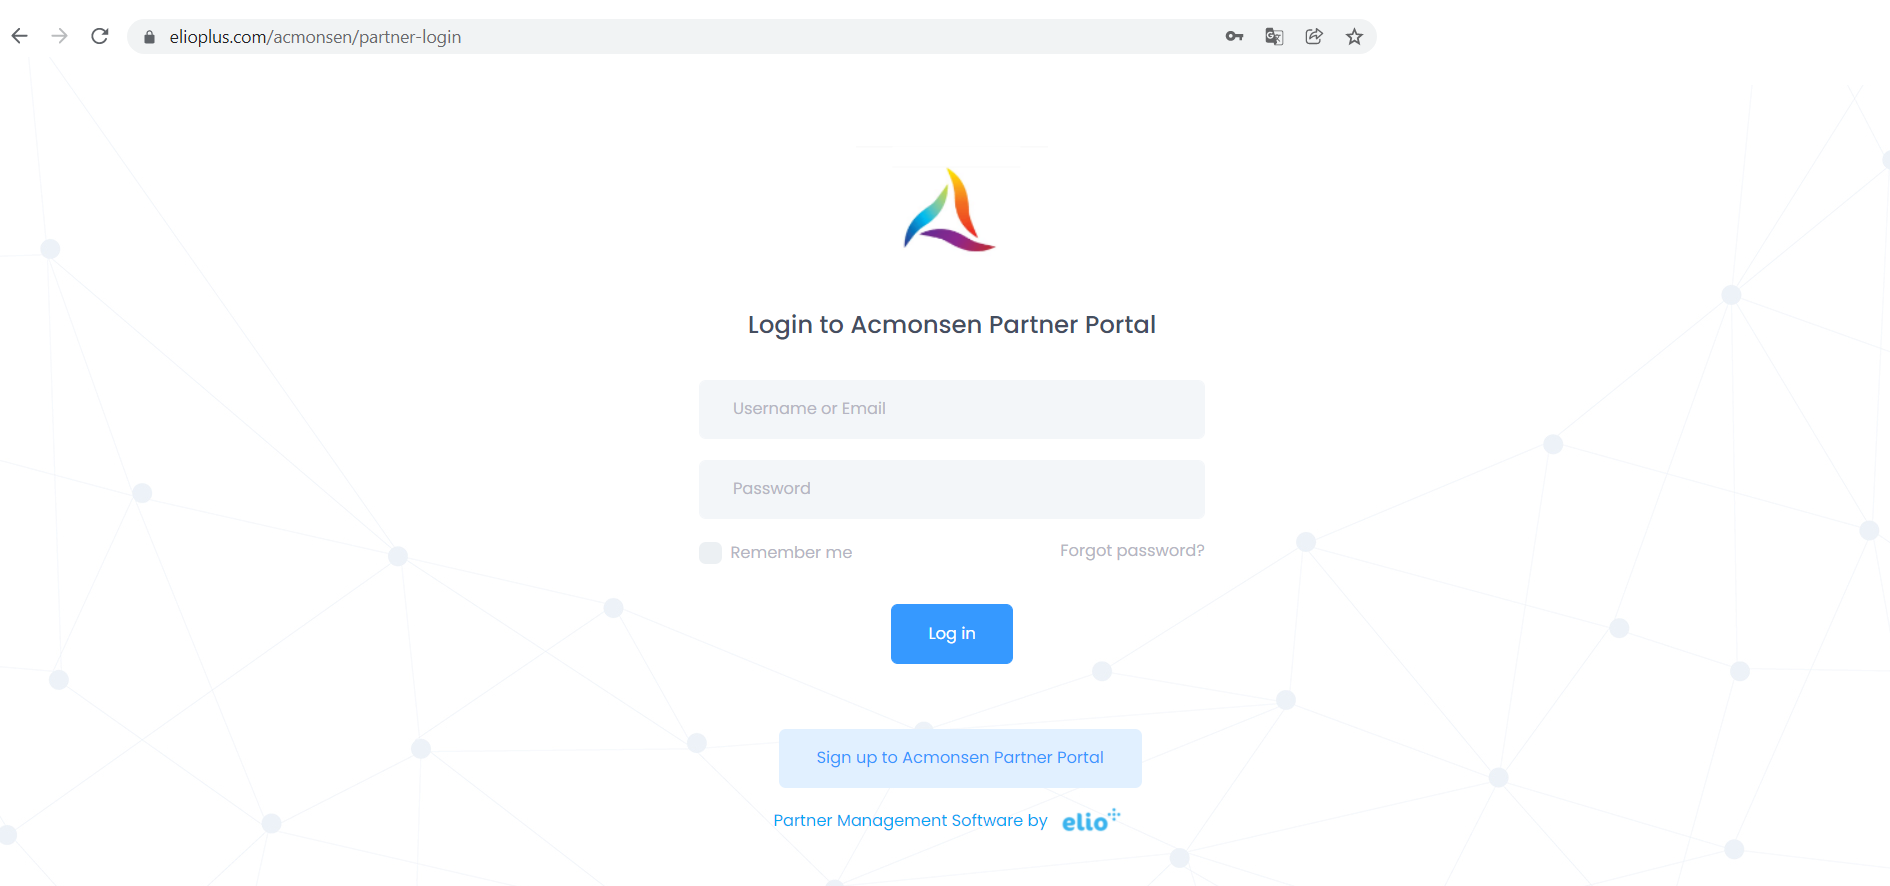 elioplus.com/acmonsen/partner-login
Login to Acmonsen Partner Portal
Username or Email
Password
Remember me
Forgot password?
Log in
Sign up to Acmonsen Partner Portal
Partner Management Software by elio